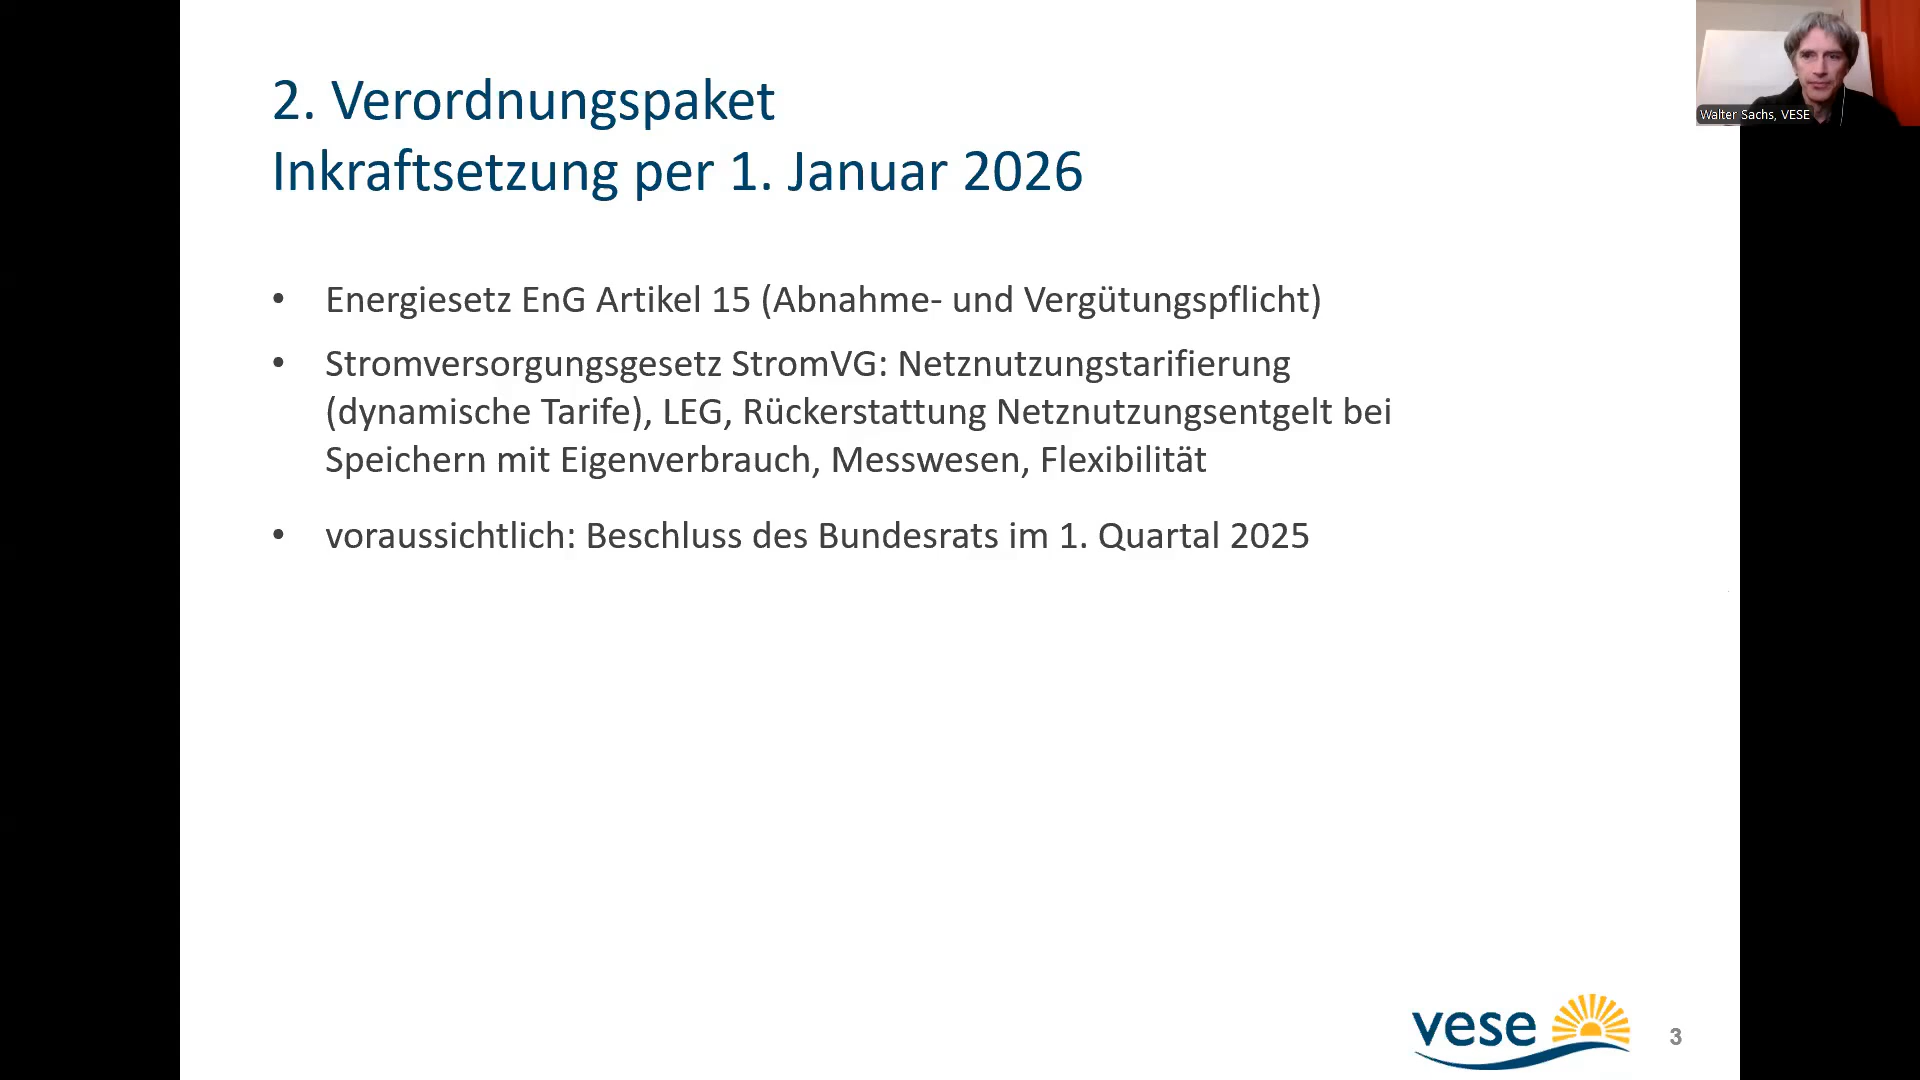 2. Verordnungspaket
Inkraftsetzung per 1. Januar 2026
• Energiesetz EnG Artikel 15 (Abnahme- und Vergütungspflicht)
• Stromversorgungsgesetz StromVG: Netznutzungstarifierung
(dynamische Tarife), LEG, Rückerstattung Netznutzungsentgelt bei
Speichern mit Eigenverbrauch, Messwesen, Flexibilität
• voraussichtlich: Beschluss des Bundesrats im 1. Quartal 2025
Walter Sachs, VESE
vese
3